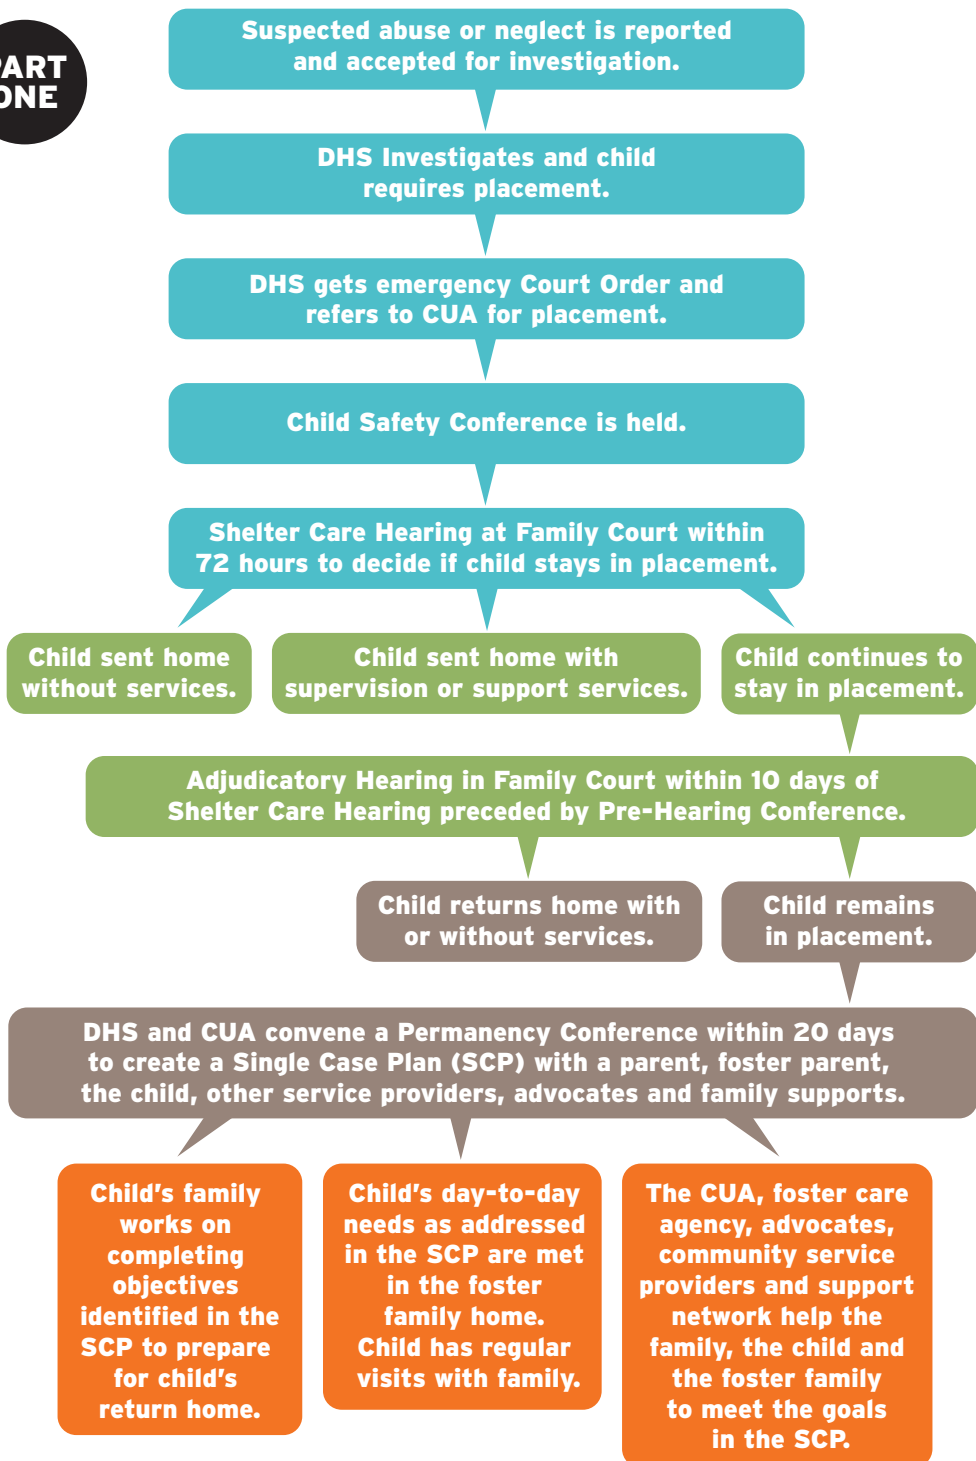 PART
ONE
Suspected abuse or neglect is reported
and accepted for investigation.
DHS Investigates and child
requires placement.
DHS gets emergency Court Order and
refers to CUA for placement.
Child Safety Conference is held.
Shelter Care Hearing at Family Court within
72 hours to decide if child stays in placement.
Child sent home
without services.
Child sent home with
supervision or support services.
Child continues to
stay in placement.
Adjudicatory Hearing in Family Court within 10 days of
Shelter Care Hearing preceded by Pre-Hearing Conference.
Child returns home with
or without services.
Child remains
in placement.
DHS and CUA convene a Permanency Conference within 20 days
to create a Single Case Plan (SCP) with a parent, foster parent,
the child, other service providers, advocates and family supports.
Child's family
works on
completing
objectives
identified in the
SCP to prepare
for child's
return home.
Child's day-to-day
needs as addressed
in the SCP are met
in the foster
family home.
Child has regular
visits with family.
The CUA, foster care
agency, advocates,
community service
providers and support
network help the
family, the child and
the foster family
to meet the goals
in the SCP.